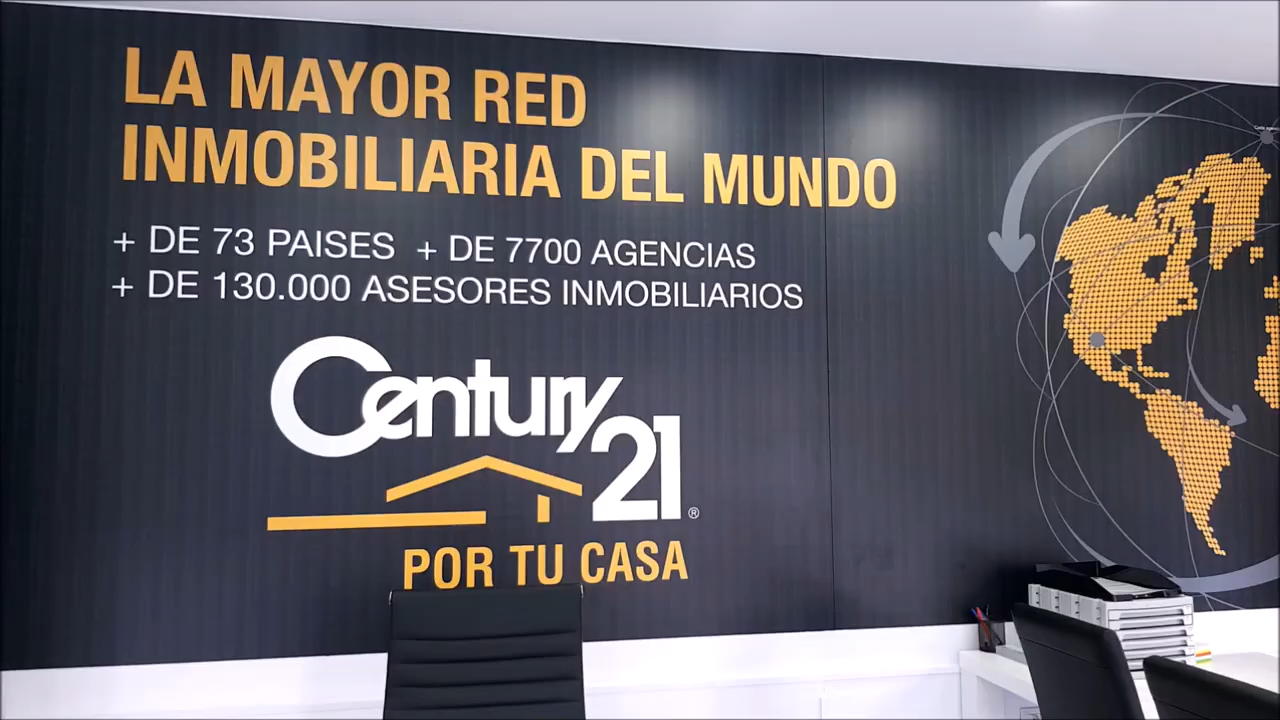 LA MAYOR RED
INMOBILIARIA DEL MUNDO
+ DE 73 PAISES + DE 7700 AGENCIAS
+ DE 130.000 ASESORES INMOBILIARIOS
Century
21®
POR TU CASA